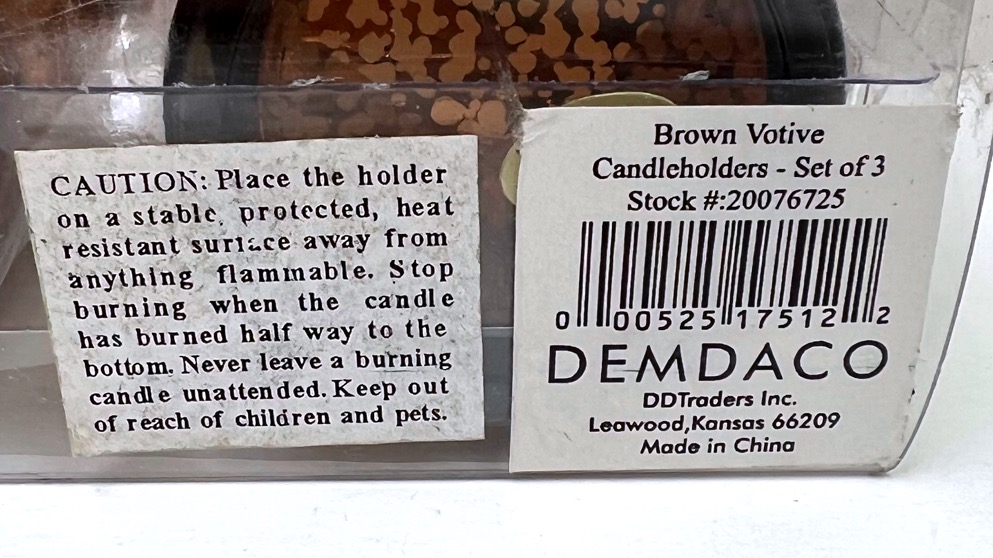 CAUTION: Place the holder
on a stable, protected, heat
resistant surface away from
anything flammable. Stop
burning when the candle
has burned half way to the
bottom. Never leave a burning
candle unattended. Keep out
of reach of children and pets.
Brown Votive
Candleholders - Set of 3
Stock #:20076725
0 00525 17512 2
DEMDACO
DDTraders Inc.
Leawood,Kansas 66209
Made in China